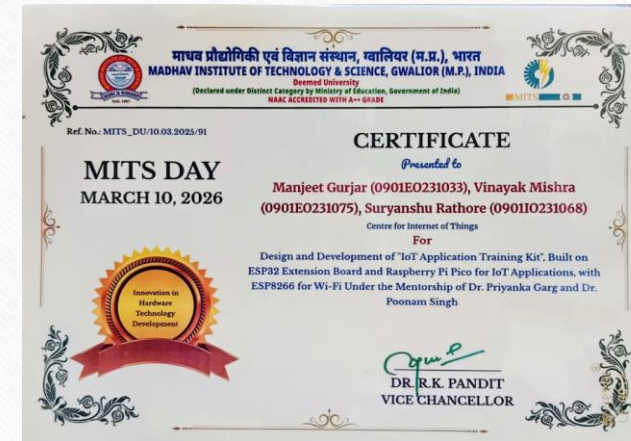 माधव प्रौद्योगिकी एवं विज्ञान संस्थान, ग्वालियर (म.प्र.), भारत
MADHAV INSTITUTE OF TECHNOLOGY & SCIENCE, GWALIOR (M.P.), INDIA
Deemed University
(Declared under Distinct Category by Ministry of Education, Government of India)
NAAC ACCREDITED WITH A++ GRADE
MITS
Ref. No.: MITS_DU/10.03.2025/91
MITS DAY
MARCH 10, 2026
CERTIFICATE
Presented to
Manjeet Gurjar (0901EO231033), Vinayak Mishra
(0901EO231075), Suryanshu Rathore (0901IO231068)
Centre for Internet of Things
For
Design and Development of "IoT Application Training Kit", Built on
ESP32 Extension Board and Raspberry Pi Pico for IoT Applications, with
ESP8266 for Wi-Fi Under the Mentorship of Dr. Priyanka Garg and Dr.
Poonam Singh
Innovation in
Hardware
Technology
Development
DR. R.K. PANDIT
VICE CHANCELLOR